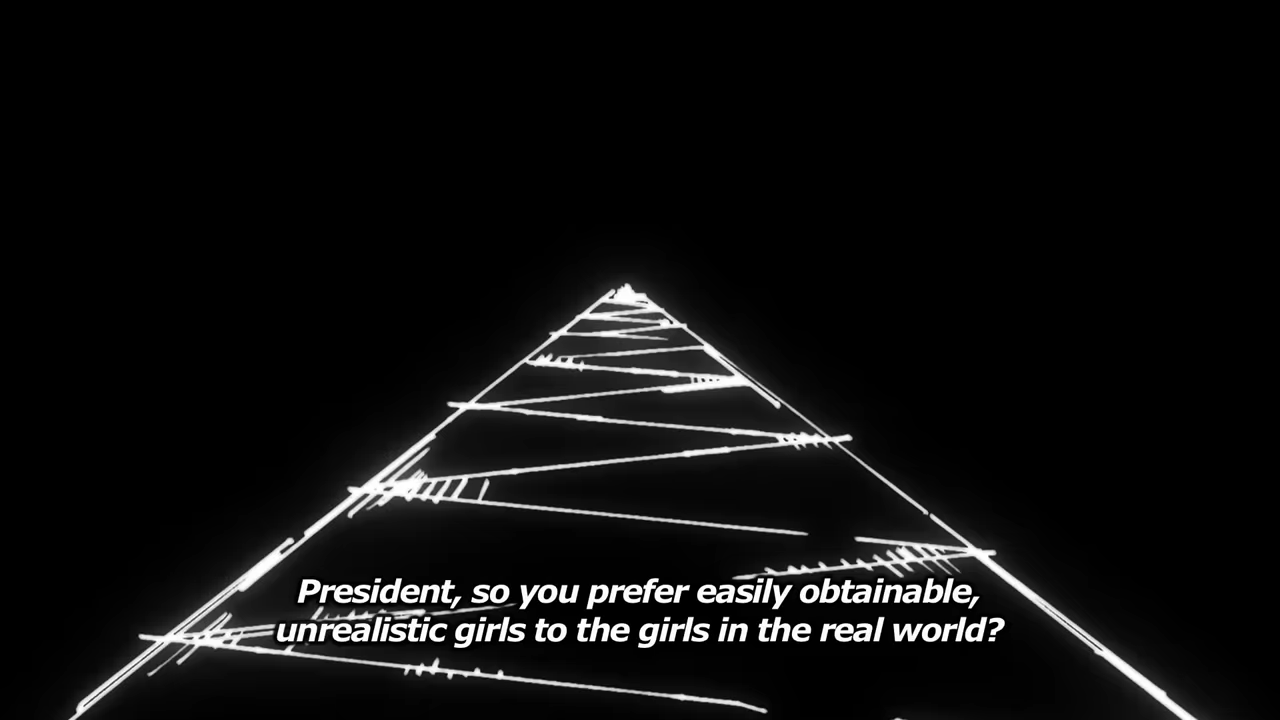 President, so you prefer easily obtainable,
unrealistic girls to the girls in the real world?